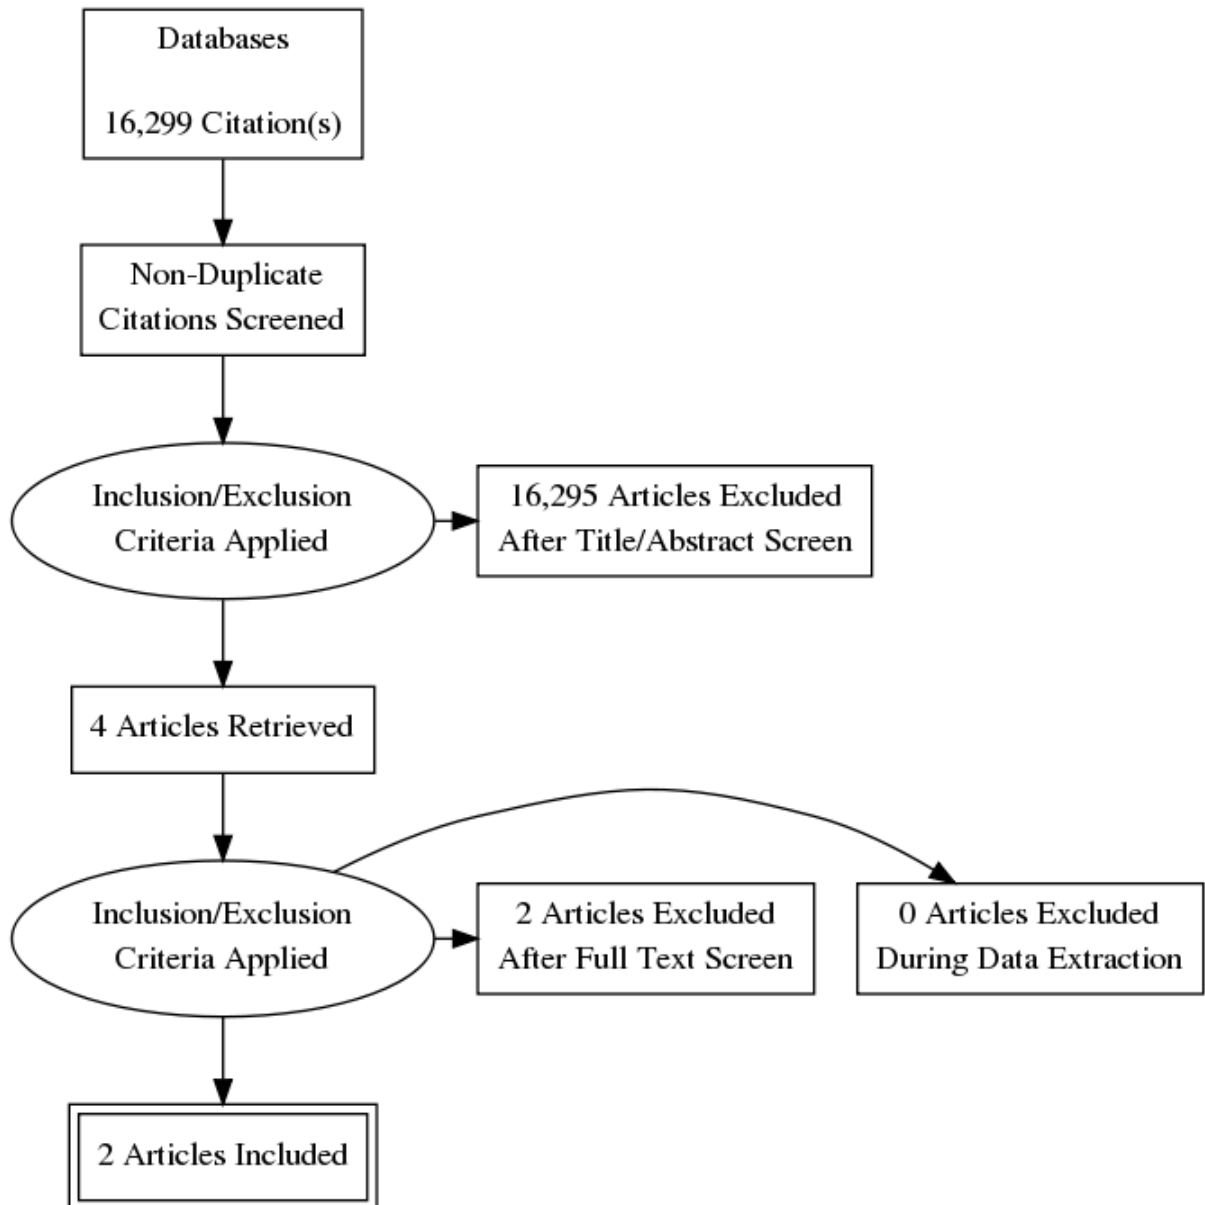 Databases
16,299 Citation(s)
Non-Duplicate
Citations Screened
Inclusion/Exclusion
Criteria Applied
16,295 Articles Excluded
After Title/Abstract Screen
4 Articles Retrieved
Inclusion/Exclusion
Criteria Applied
2 Articles Excluded
After Full Text Screen
0 Articles Excluded
During Data Extraction
2 Articles Included